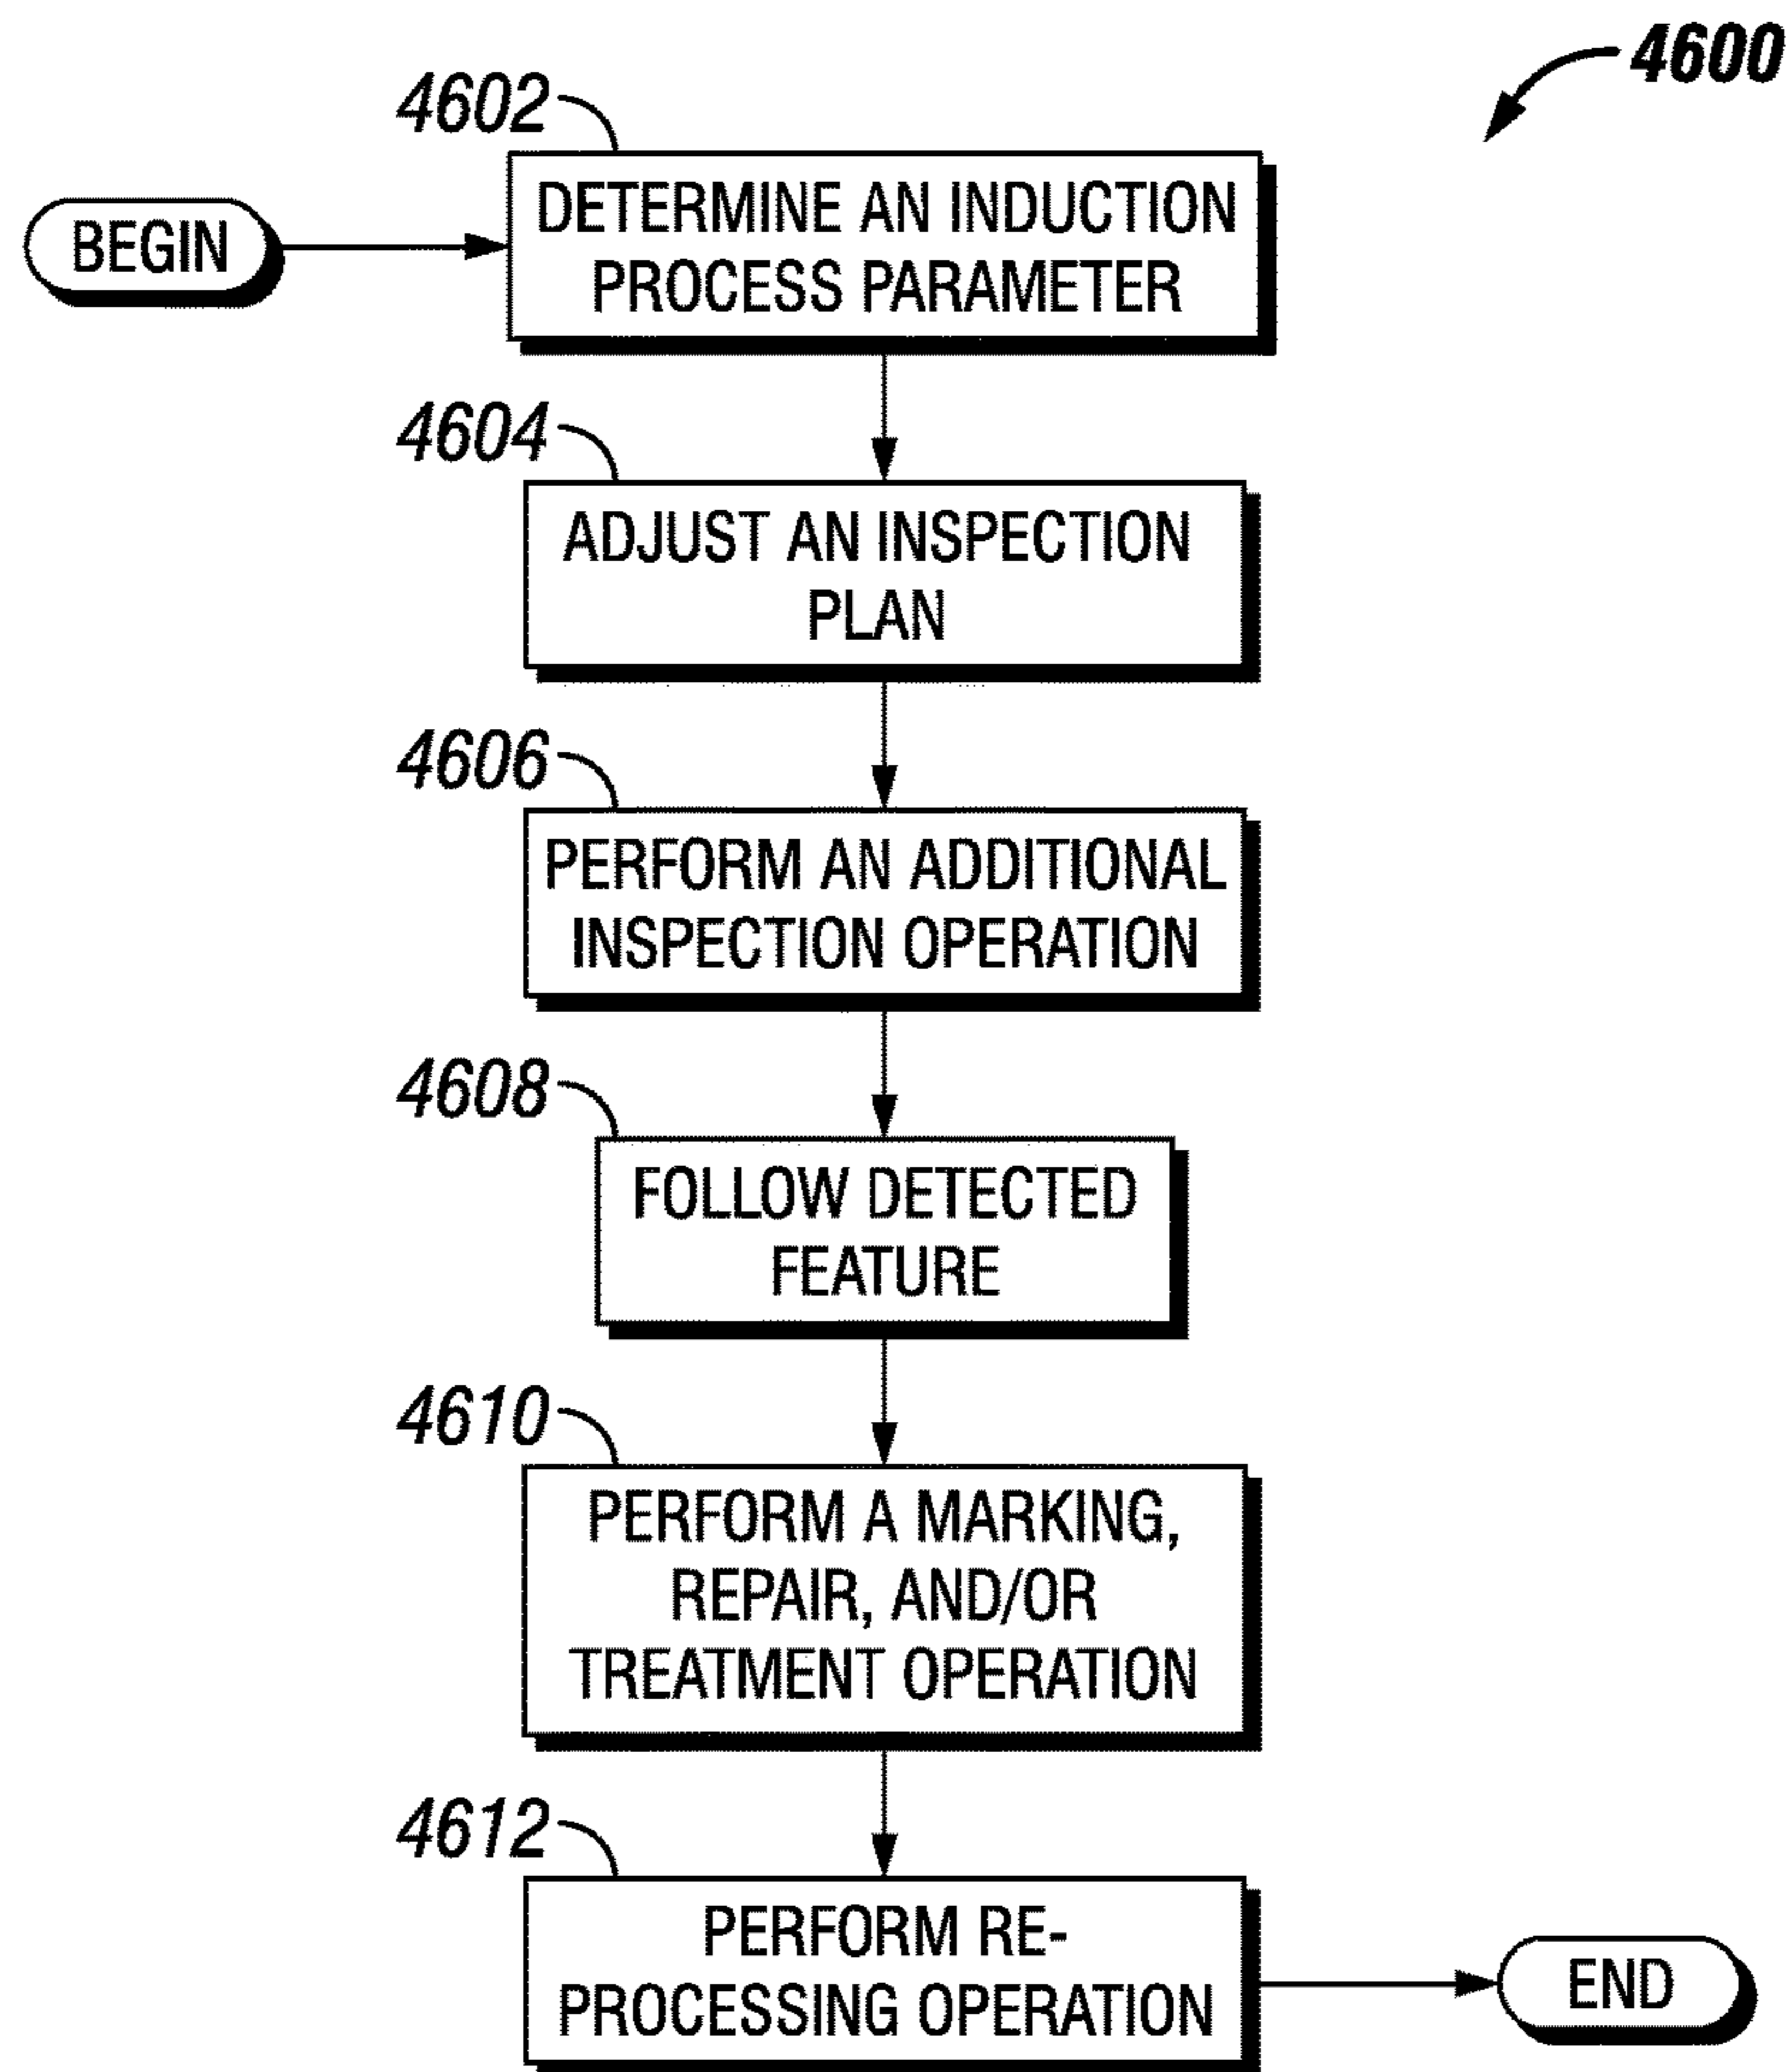 4600
4602
BEGIN
DETERMINE AN INDUCTION
PROCESS PARAMETER
4604
ADJUST AN INSPECTION
PLAN
4606
PERFORM AN ADDITIONAL
INSPECTION OPERATION
4608
FOLLOW DETECTED
FEATURE
4610
PERFORM A MARKING,
REPAIR, AND/OR
TREATMENT OPERATION
4612
PERFORM RE-
PROCESSING OPERATION
END